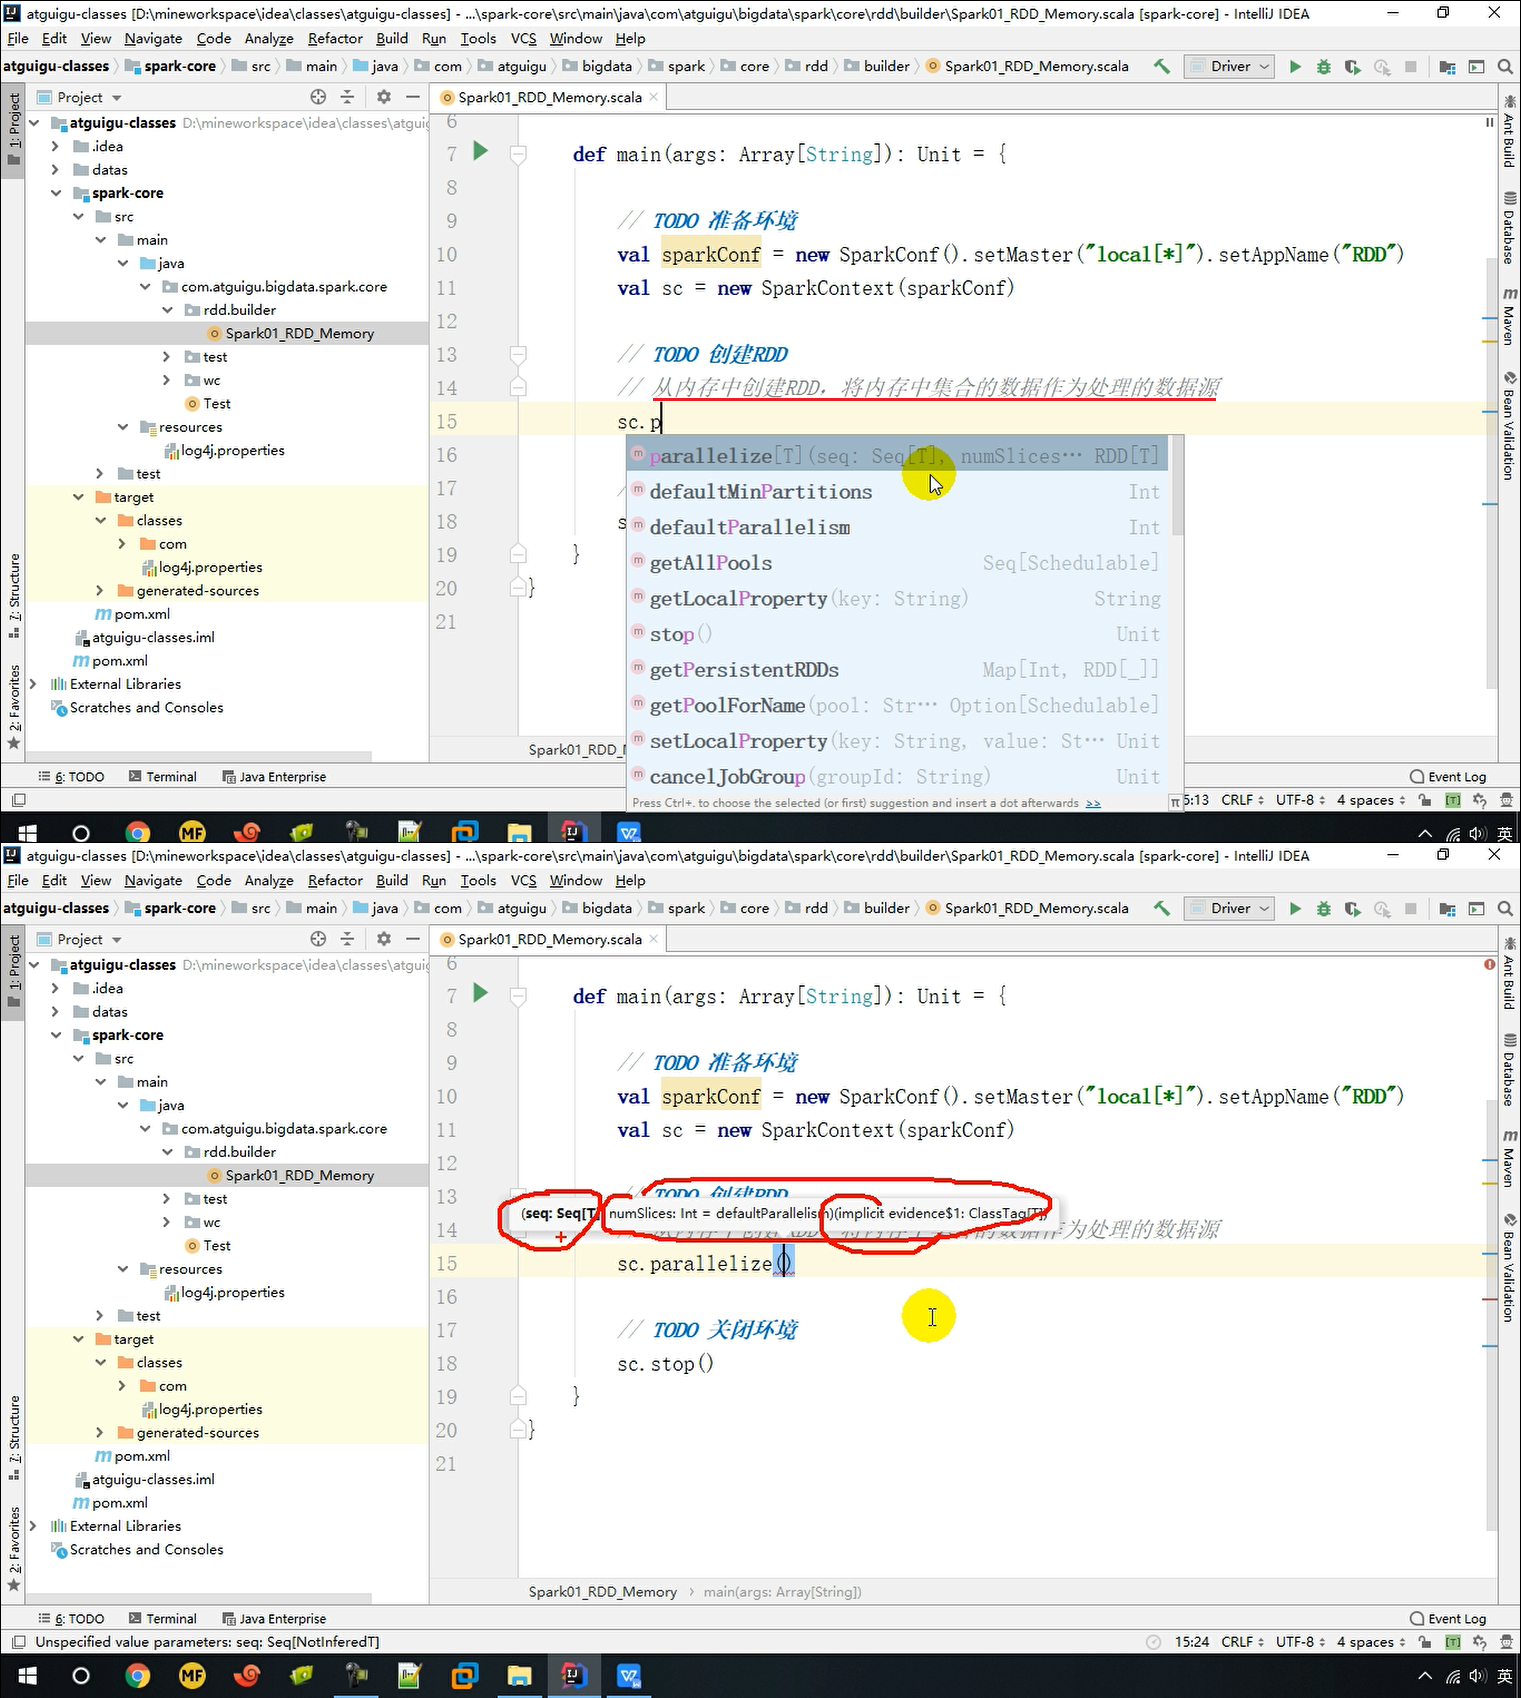 atguigu-classes [D:\mineworkspace\idea\classes\atguigu-classes] - ...\spark-core\src\main\java\com\atguigu\bigdata\spark\core\rdd\builder\Spark01_RDD_Memory.scala [spark-core] - IntelliJ IDEA
File Edit View Navigate Code Analyze Refactor Build Run Tools VCS Window Help
atguigu-classes spark-core src main java com atguigu bigdata spark core rdd builder Spark01_RDD_Memory.scala Driver
Project
Spark01_RDD_Memory.scala
1: Project
7: Structure
2: Favorites
atguigu-classes D:\mineworkspace\idea\classes\atguig
.idea
datas
spark-core
src
main
java
com.atguigu.bigdata.spark.core
rdd.builder
Spark01_RDD_Memory
test
wc
Test
resources
log4j.properties
test
target
classes
com
log4j.properties
generated-sources
pom.xml
atguigu-classes.iml
pom.xml
External Libraries
Scratches and Consoles
6
7 def main(args: Array[String]): Unit = {
8
9 // TODO 准备环境
10 val sparkConf = new SparkConf().setMaster("local[*]").setAppName("RDD")
11 val sc = new SparkContext(sparkConf)
12
13 // TODO 创建RDD
14 // 从内存中创建RDD，将内存中集合的数据作为处理的数据源
15 sc.p
16
17 /
18 s
19 }
20 }
21
parallelize[T](seq: Seq[T], numSlices… RDD[T]
defaultMinPartitions Int
defaultParallelism Int
getAllPools Seq[Schedulable]
getLocalProperty(key: String) String
stop() Unit
getPersistentRDDs Map[Int, RDD[_]]
getPoolForName(pool: Str… Option[Schedulable]
setLocalProperty(key: String, value: St… Unit
cancelJobGroup(groupId: String) Unit
Press Ctrl+. to choose the selected (or first) suggestion and insert a dot afterwards >> π
Ant Build
Database
Maven
Bean Validation
Spark01_RDD_M
6: TODO Terminal Java Enterprise Event Log
5:13 CRLF UTF-8 4 spaces [T]
MF 英
atguigu-classes [D:\mineworkspace\idea\classes\atguigu-classes] - ...\spark-core\src\main\java\com\atguigu\bigdata\spark\core\rdd\builder\Spark01_RDD_Memory.scala [spark-core] - IntelliJ IDEA
File Edit View Navigate Code Analyze Refactor Build Run Tools VCS Window Help
atguigu-classes spark-core src main java com atguigu bigdata spark core rdd builder Spark01_RDD_Memory.scala Driver
Project
Spark01_RDD_Memory.scala
1: Project
7: Structure
2: Favorites
atguigu-classes D:\mineworkspace\idea\classes\atguig
.idea
datas
spark-core
src
main
java
com.atguigu.bigdata.spark.core
rdd.builder
Spark01_RDD_Memory
test
wc
Test
resources
log4j.properties
test
target
classes
com
log4j.properties
generated-sources
pom.xml
atguigu-classes.iml
pom.xml
External Libraries
Scratches and Consoles
6
7 def main(args: Array[String]): Unit = {
8
9 // TODO 准备环境
10 val sparkConf = new SparkConf().setMaster("local[*]").setAppName("RDD")
11 val sc = new SparkContext(sparkConf)
12
13 // TODO 创建RDD
(seq: Seq[T] numSlices: Int = defaultParallelism)(implicit evidence$1: ClassTag[T])
14 的数据作为处理的数据源
15 sc.parallelize()
16
17 // TODO 关闭环境
18 sc.stop()
19 }
20 }
21
Ant Build
Database
Maven
Bean Validation
Spark01_RDD_Memory › main(args: Array[String])
6: TODO Terminal Java Enterprise Event Log
Unspecified value parameters: seq: Seq[NotInferedT] 15:24 CRLF UTF-8 4 spaces [T]
MF 英